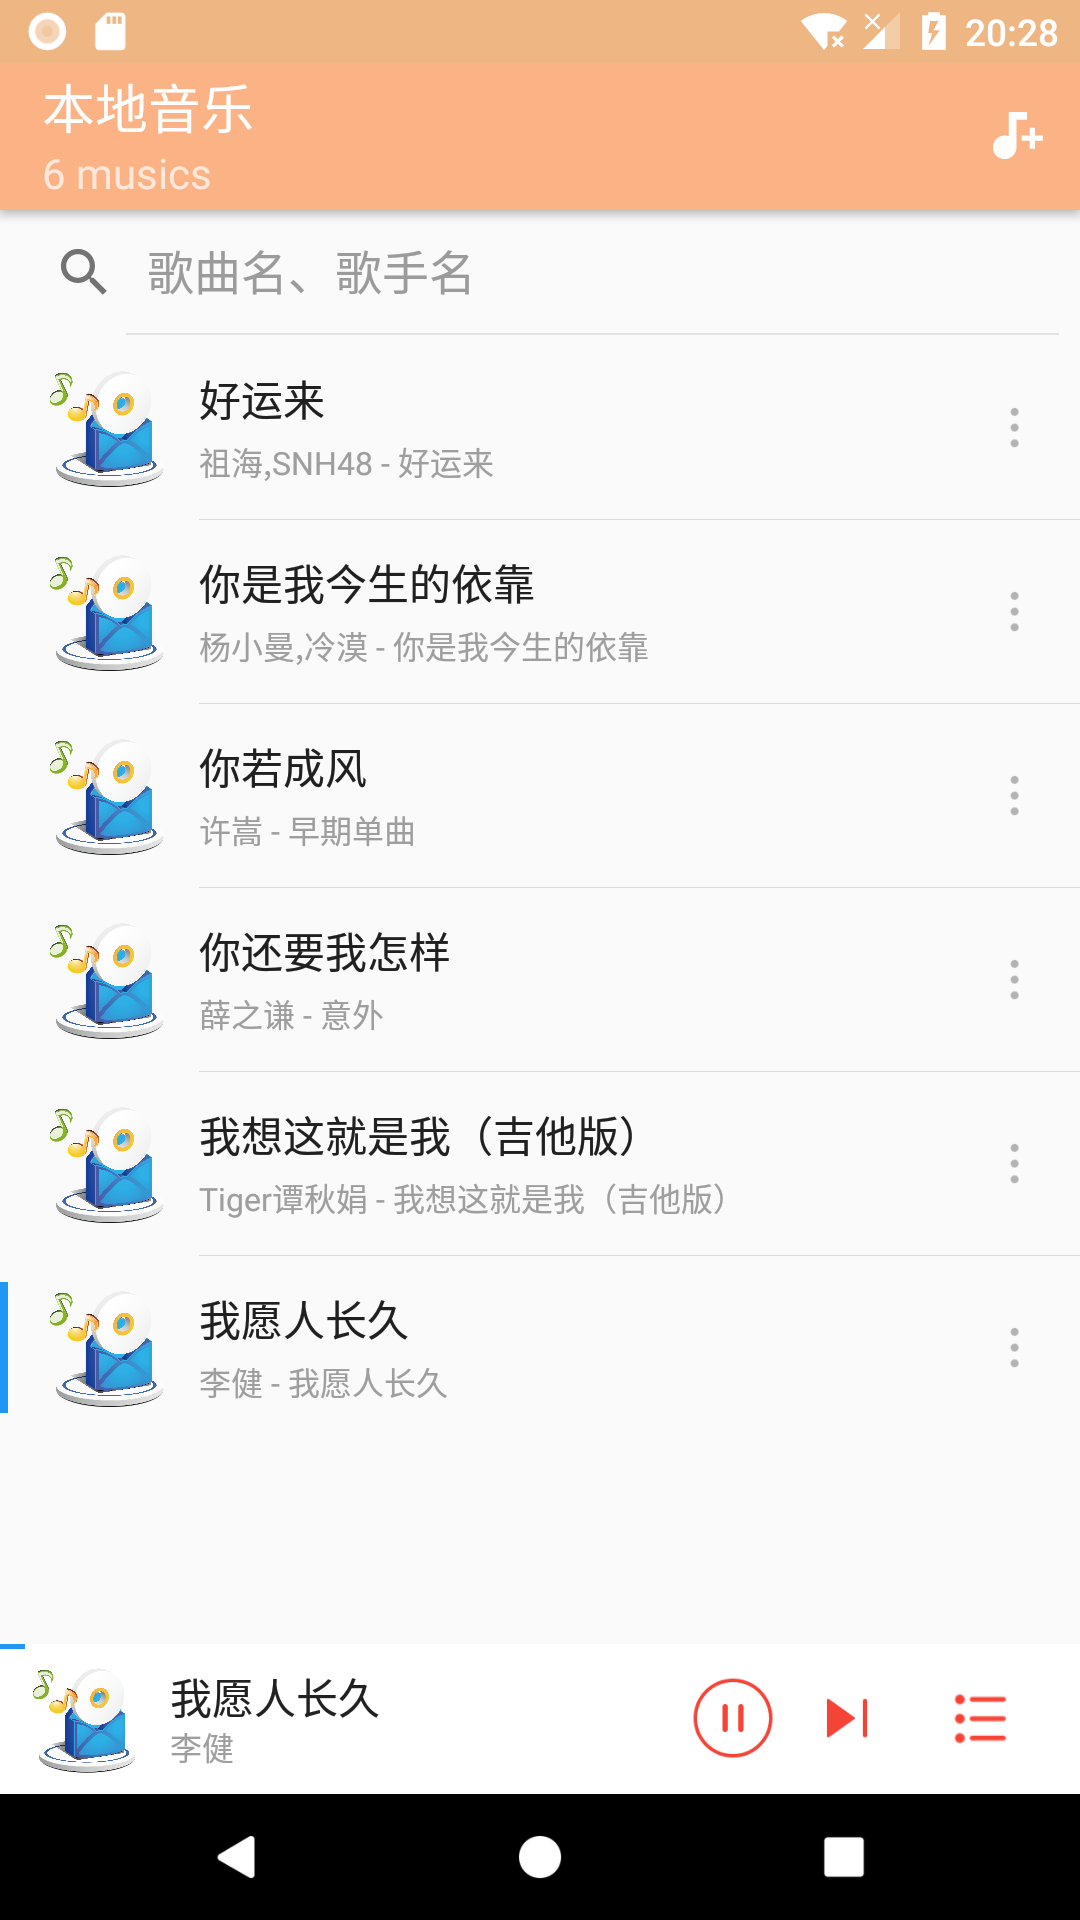 20:28
本地音乐
6 musics
歌曲名、歌手名
好运来
祖海,SNH48 - 好运来
你是我今生的依靠
杨小曼,冷漠 - 你是我今生的依靠
你若成风
许嵩 - 早期单曲
你还要我怎样
薛之谦 - 意外
我想这就是我（吉他版）
Tiger谭秋娟 - 我想这就是我（吉他版）
我愿人长久
李健 - 我愿人长久
我愿人长久
李健